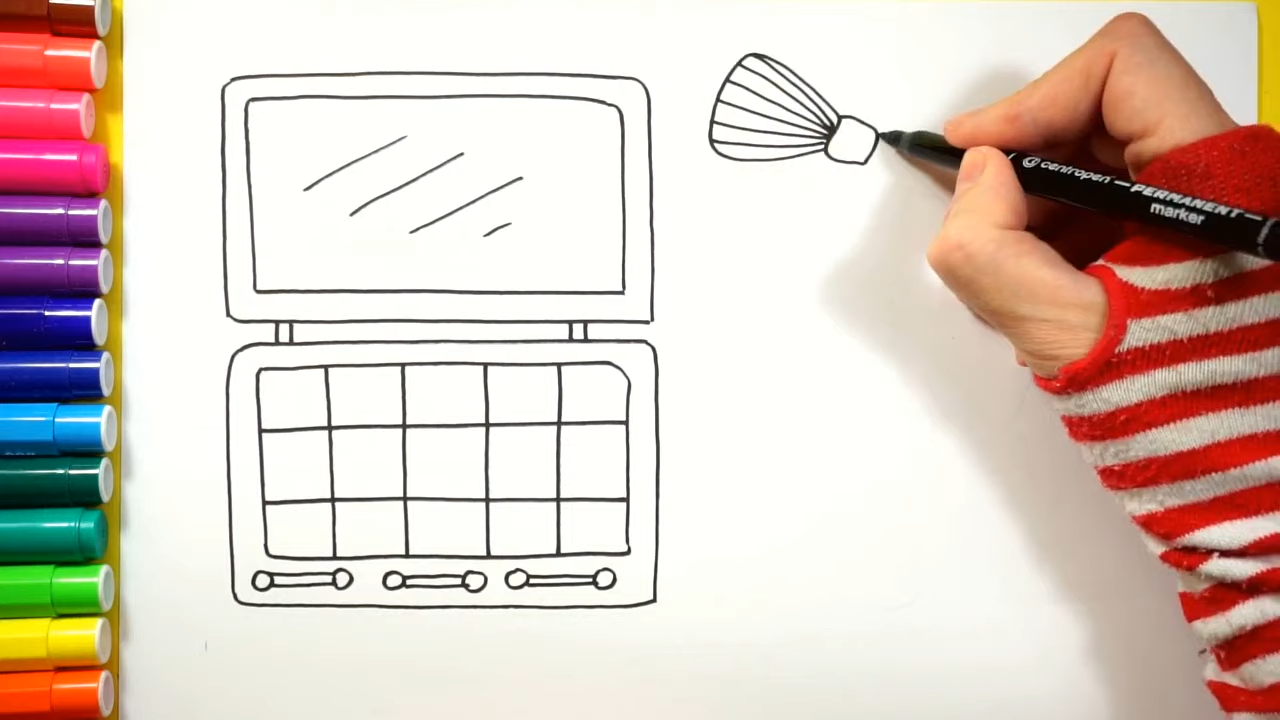 centropen — PERMANENT —
marker